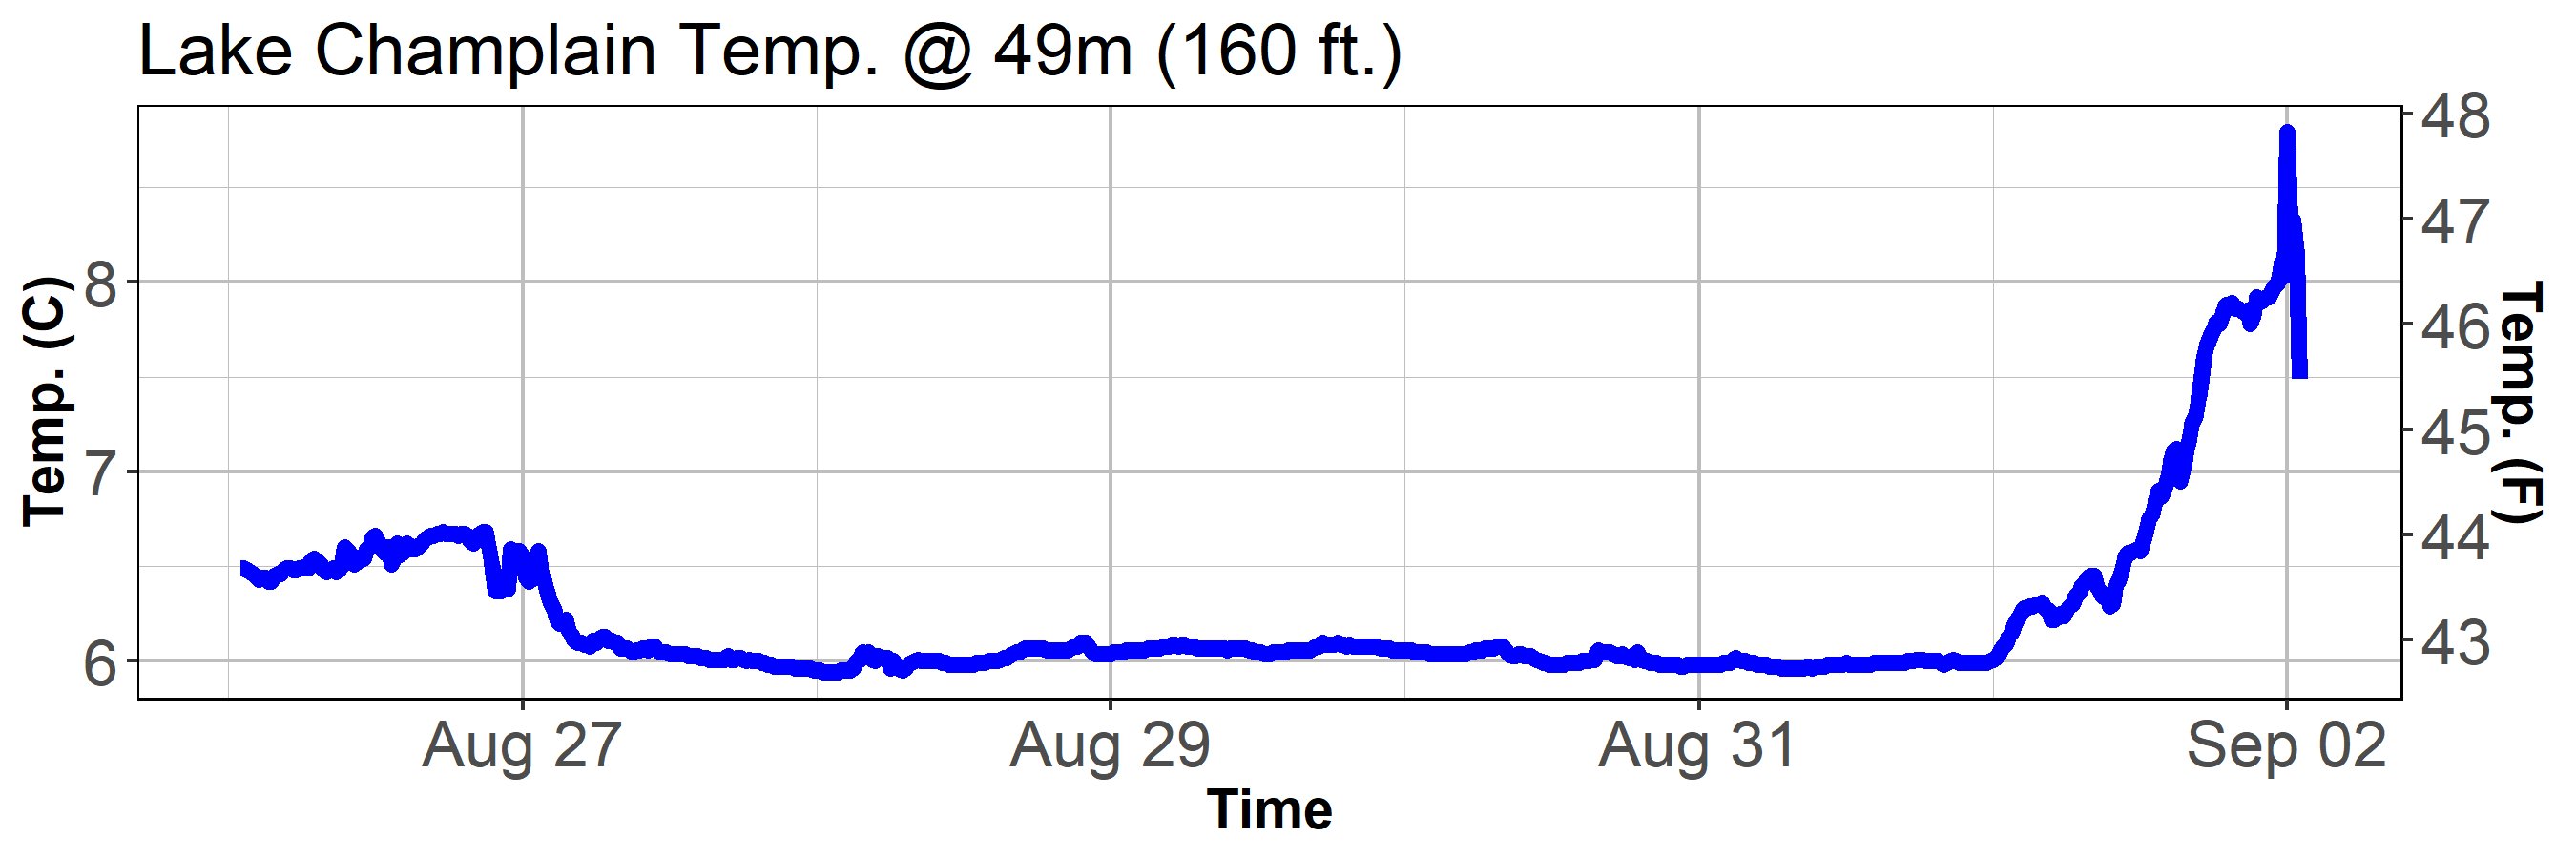 Lake Champlain Temp. @ 49m (160 ft.)
Temp. (C)
8
7
6
48
47
46
45
44
43
Temp. (F)
Aug 27
Aug 29
Aug 31
Sep 02
Time